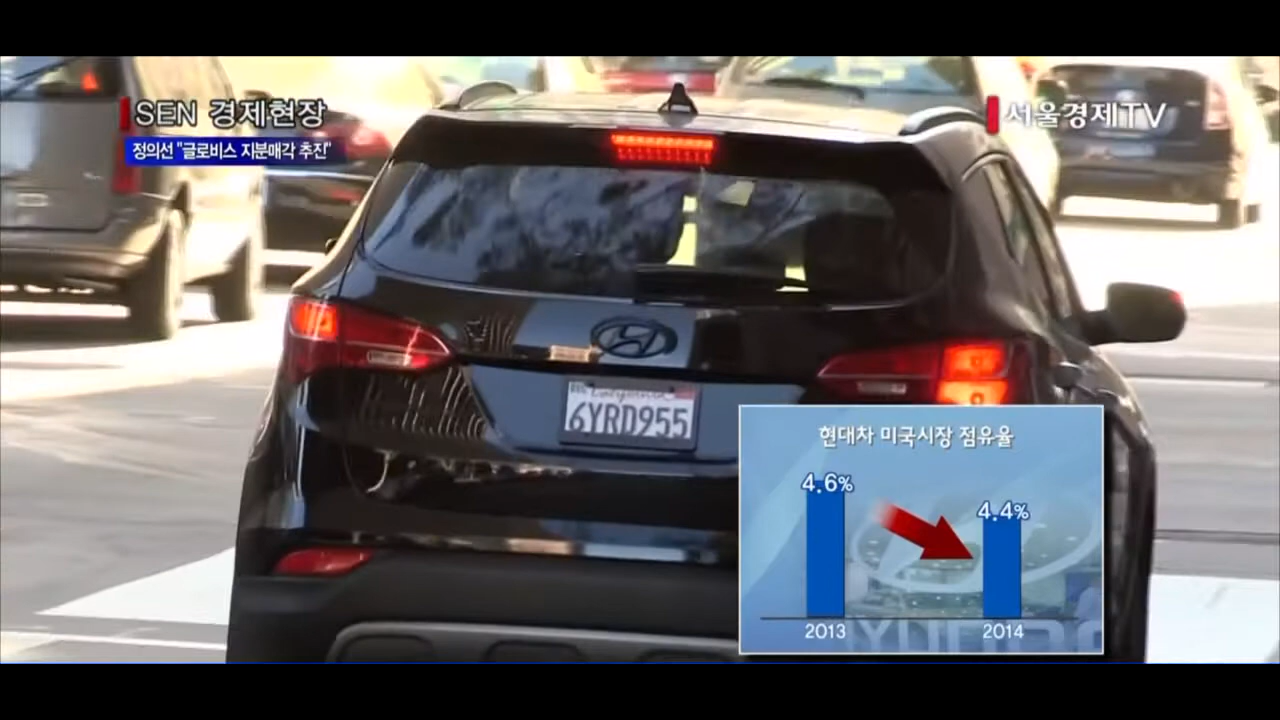 SEN 경제현장
정의선 "글로비스 지분매각 추진"
서울경제TV
California
6YRD955
현대차 미국시장 점유율
4.6%
4.4%
2013
2014